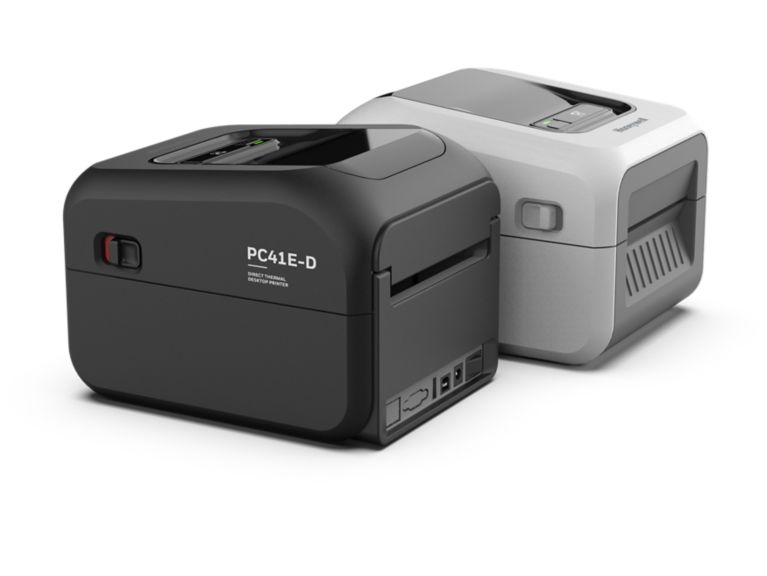 PC41E-D
DIRECT THERMAL
DESKTOP PRINTER
Honeywell